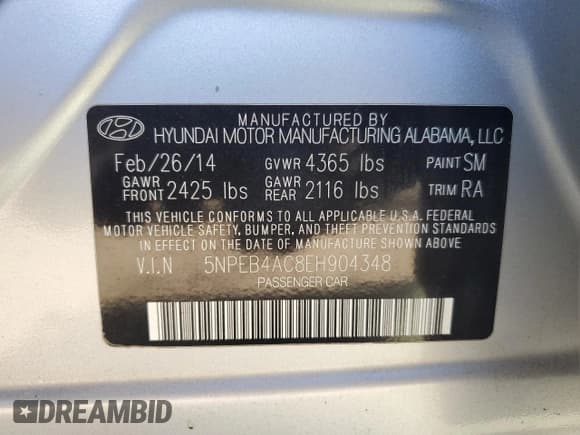 MANUFACTURED BY
HYUNDAI MOTOR MANUFACTURING ALABAMA, LLC
Feb/26/14 GVWR 4365 lbs PAINT SM
GAWR FRONT 2425 lbs GAWR REAR 2116 lbs TRIM RA
THIS VEHICLE CONFORMS TO ALL APPLICABLE U.S.A. FEDERAL
MOTOR VEHICLE SAFETY, BUMPER, AND THEFT PREVENTION STANDARDS
IN EFFECT ON THE DATE OF MANUFACTURE SHOWN ABOVE
V.I.N 5NPEB4AC8EH904348
PASSENGER CAR
DREAMBID